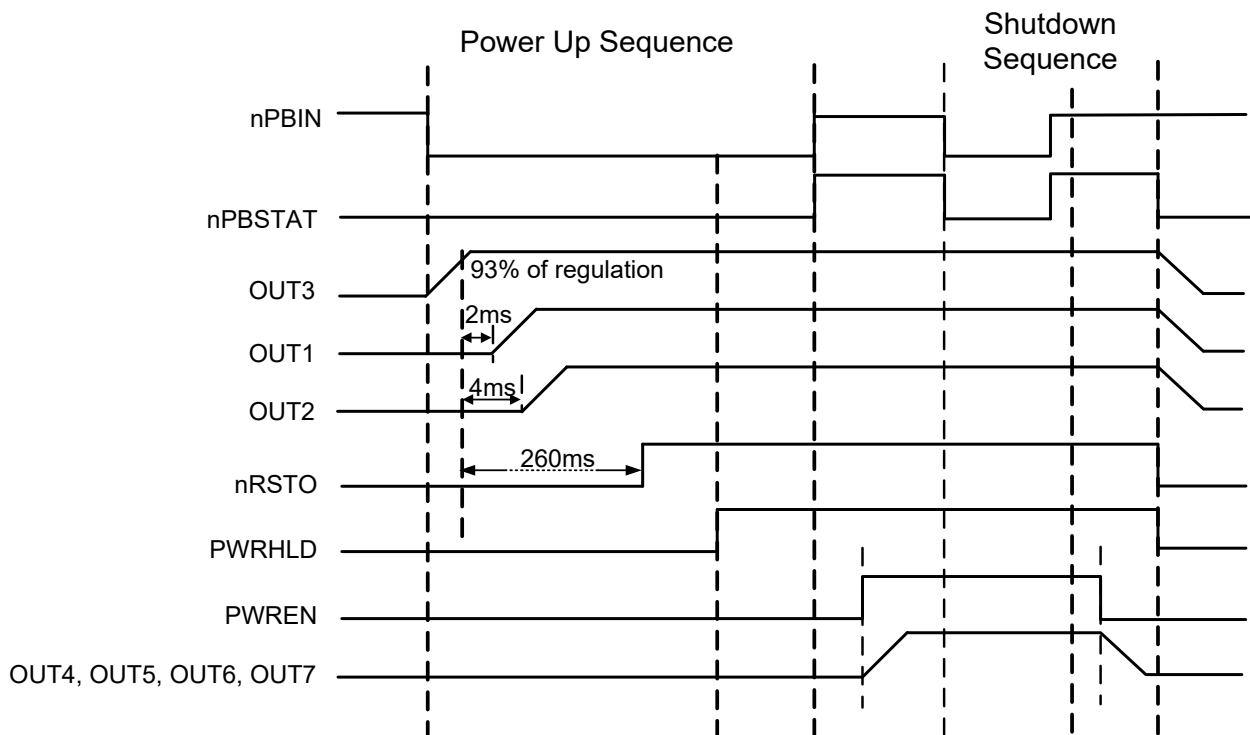 Power Up Sequence
Shutdown
Sequence
nPBIN
nPBSTAT
93% of regulation
OUT3
2ms
OUT1
4ms
OUT2
260ms
nRSTO
PWRHLD
PWREN
OUT4, OUT5, OUT6, OUT7